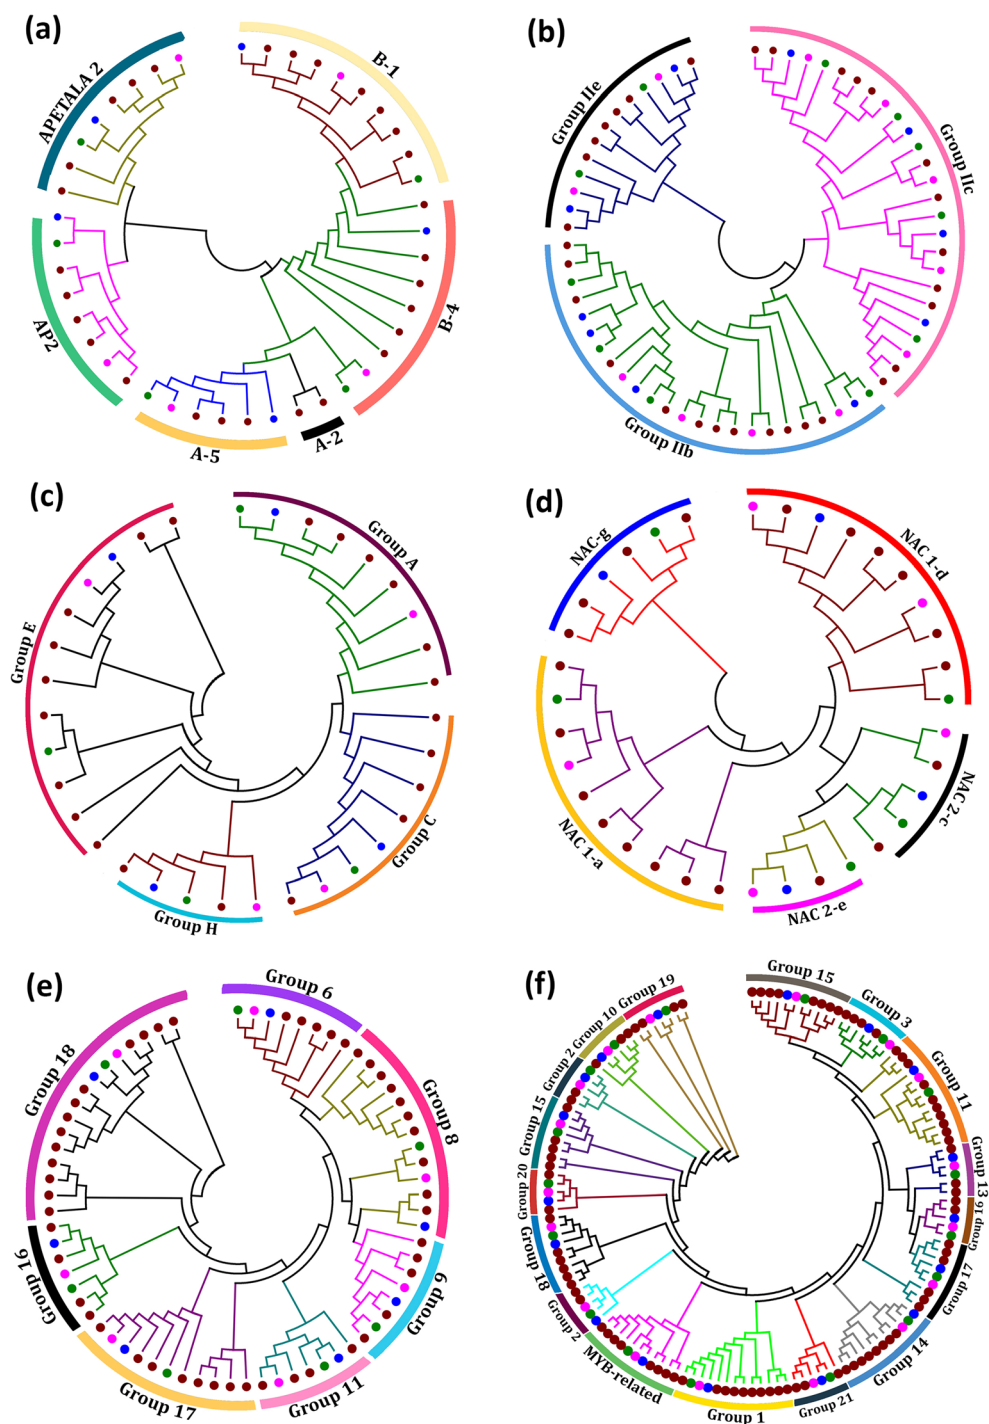 (a)
APETALA 2
B-1
B-4
A-2
A-5
AP2
(b)
Group IIe
Group IIc
Group IIb
(c)
Group E
Group A
Group C
Group H
(d)
NAC-g
NAC 1-d
NAC 2-c
NAC 2-e
NAC 1-a
(e)
Group 18
Group 6
Group 8
Group 9
Group 11
Group 17
Group 16
(f)
Group 19
Group 15
Group 3
Group 11
Group 13
Group 16
Group 17
Group 14
Group 21
Group 1
MYB-related
Group 2
Group 18
Group 20
Group 15
Group 2
Group 10